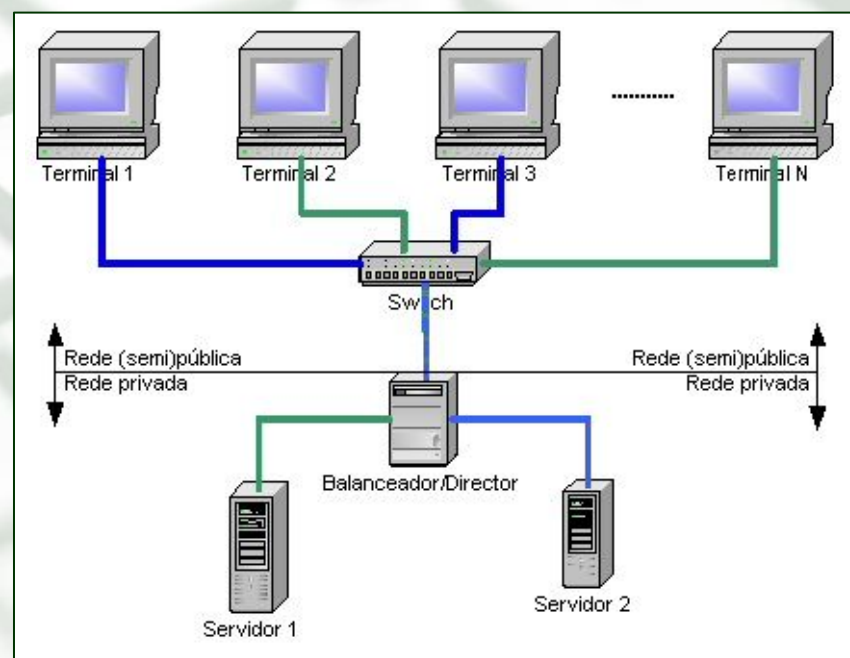 Terminal 1
Terminal 2
Terminal 3
...........
Terminal N
Switch
Rede (semi)pública
Rede (semi)pública
Rede privada
Rede privada
Balanceador/Director
Servidor 1
Servidor 2